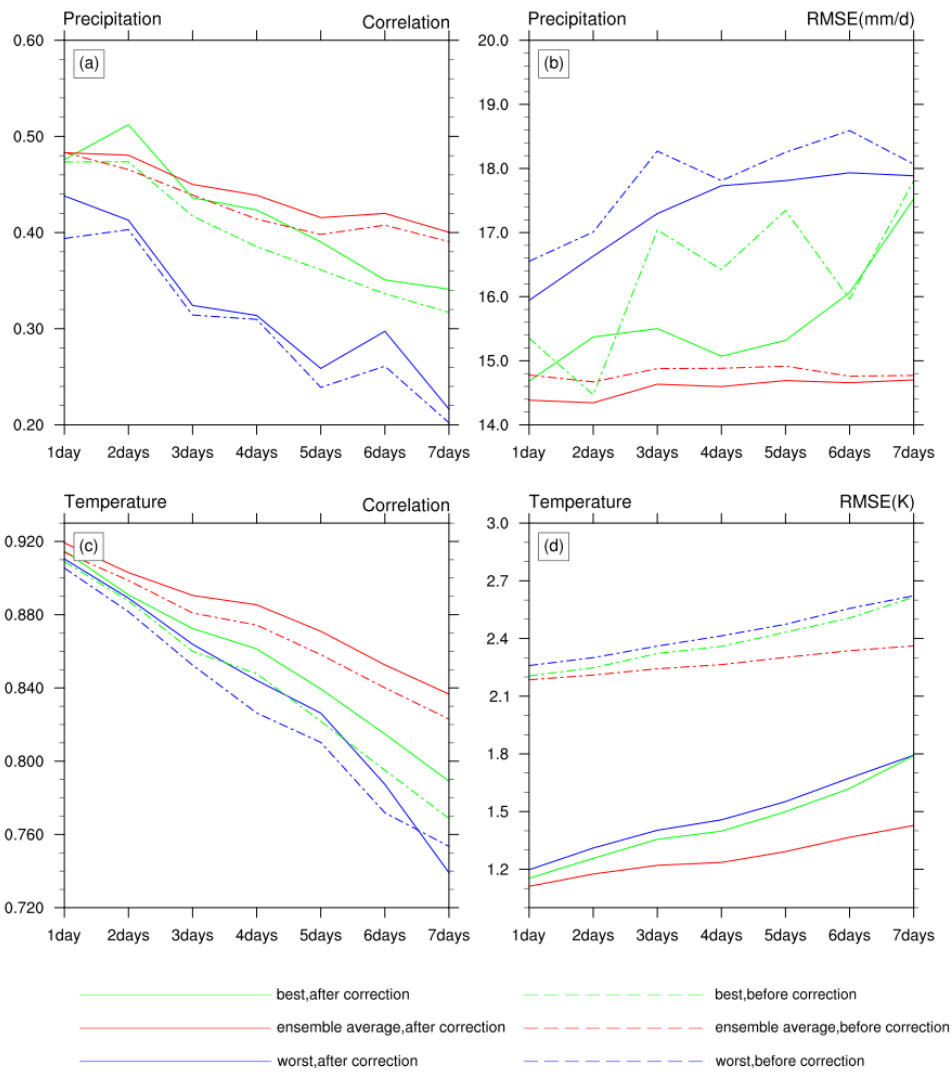 Precipitation Correlation
0.60
0.50
0.40
0.30
0.20
(a)
1day 2days 3days 4days 5days 6days 7days
Precipitation RMSE(mm/d)
20.0
19.0
18.0
17.0
16.0
15.0
14.0
(b)
1day 2days 3days 4days 5days 6days 7days
Temperature Correlation
0.920
0.880
0.840
0.800
0.760
0.720
(c)
1day 2days 3days 4days 5days 6days 7days
Temperature RMSE(K)
3.0
2.7
2.4
2.1
1.8
1.5
1.2
(d)
1day 2days 3days 4days 5days 6days 7days
best,after correction
best,before correction
ensemble average,after correction
ensemble average,before correction
worst,after correction
worst,before correction